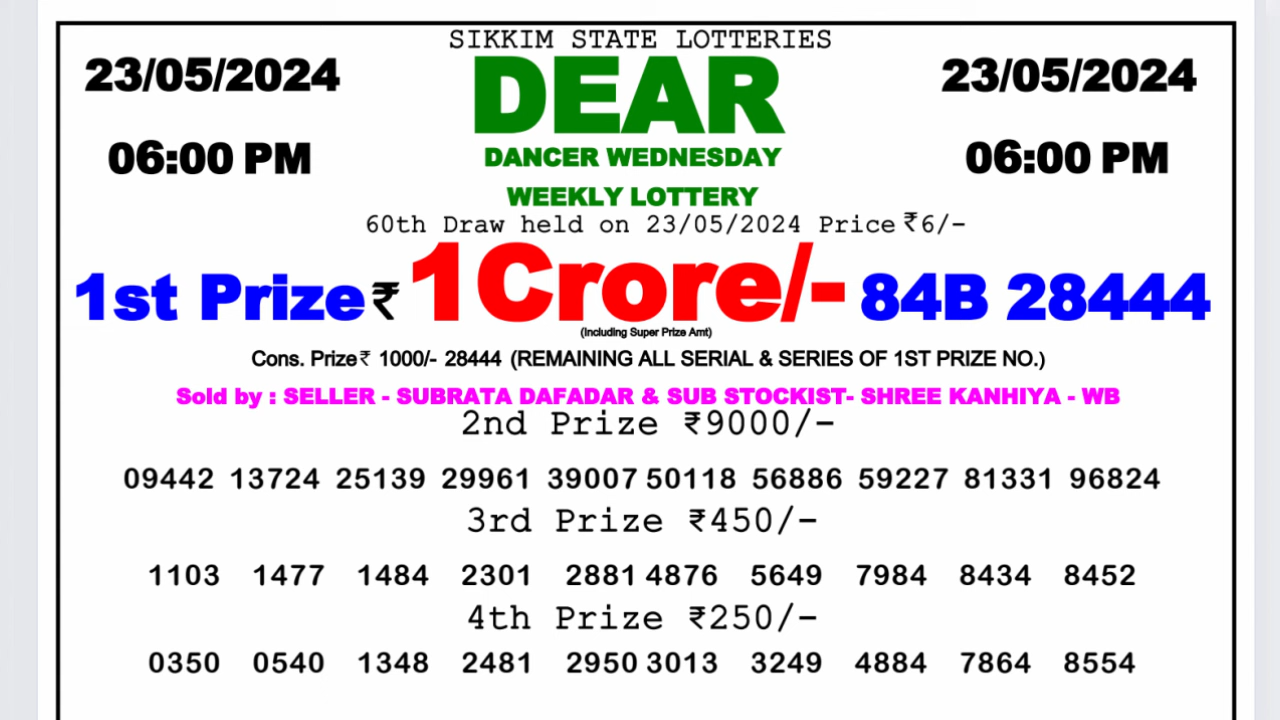 SIKKIM STATE LOTTERIES
23/05/2024 DEAR 23/05/2024
06:00 PM DANCER WEDNESDAY 06:00 PM
WEEKLY LOTTERY
60th Draw held on 23/05/2024 Price ₹6/-
1st Prize ₹ 1Crore/- 84B 28444
(Including Super Prize Amt)
Cons. Prize ₹ 1000/- 28444 (REMAINING ALL SERIAL & SERIES OF 1ST PRIZE NO.)
Sold by : SELLER - SUBRATA DAFADAR & SUB STOCKIST- SHREE KANHIYA - WB
2nd Prize ₹9000/-
09442 13724 25139 29961 39007 50118 56886 59227 81331 96824
3rd Prize ₹450/-
1103 1477 1484 2301 2881 4876 5649 7984 8434 8452
4th Prize ₹250/-
0350 0540 1348 2481 2950 3013 3249 4884 7864 8554